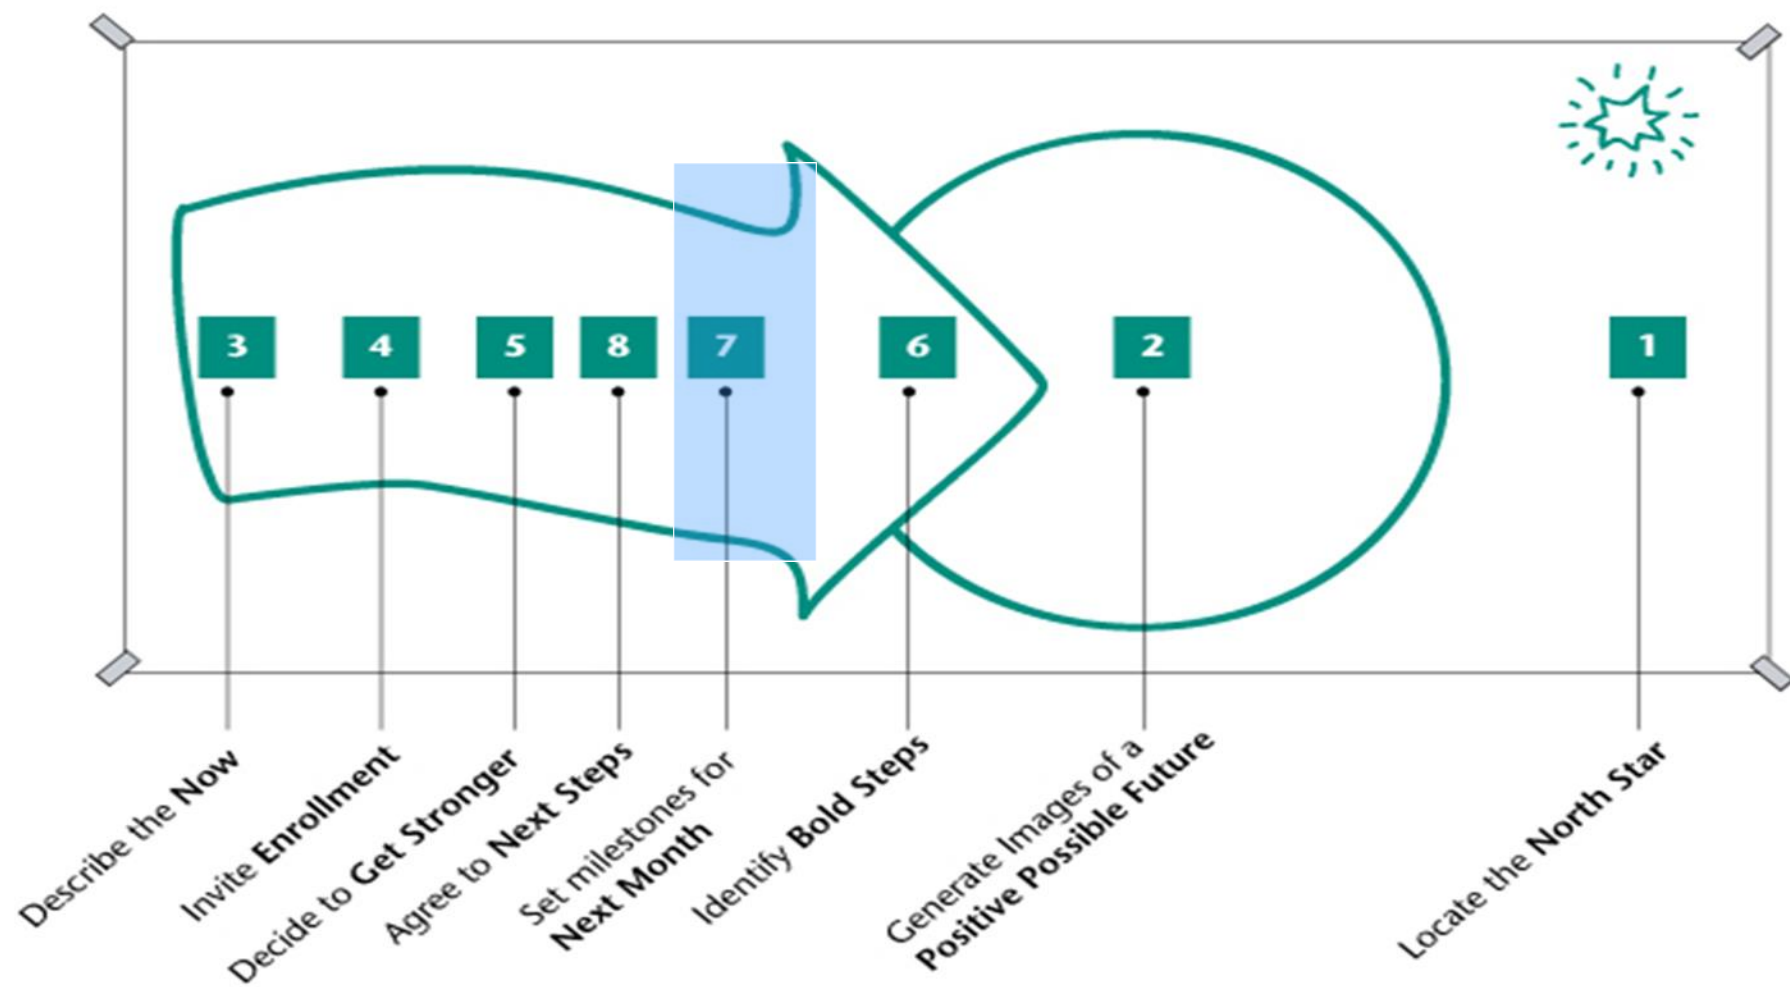 3 4 5 8 7 6 2 1
Describe the Now
Invite Enrollment
Decide to Get Stronger
Agree to Next Steps
Set milestones for
Next Month
Identify Bold Steps
Generate Images of a
Positive Possible Future
Locate the North Star